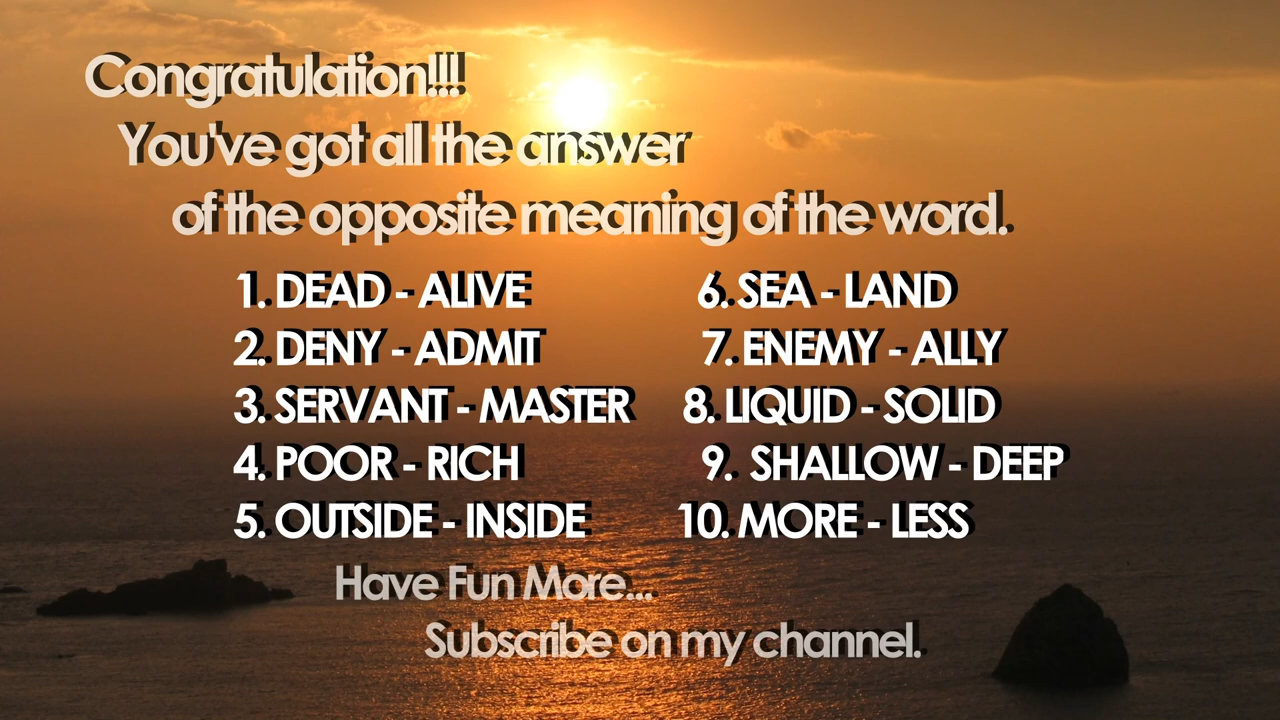 Congratulation!!!
You've got all the answer
of the opposite meaning of the word.
1. DEAD - ALIVE
2. DENY - ADMIT
3. SERVANT - MASTER
4. POOR - RICH
5. OUTSIDE - INSIDE
6. SEA - LAND
7. ENEMY - ALLY
8. LIQUID - SOLID
9. SHALLOW - DEEP
10. MORE - LESS
Have Fun More...
Subscribe on my channel.